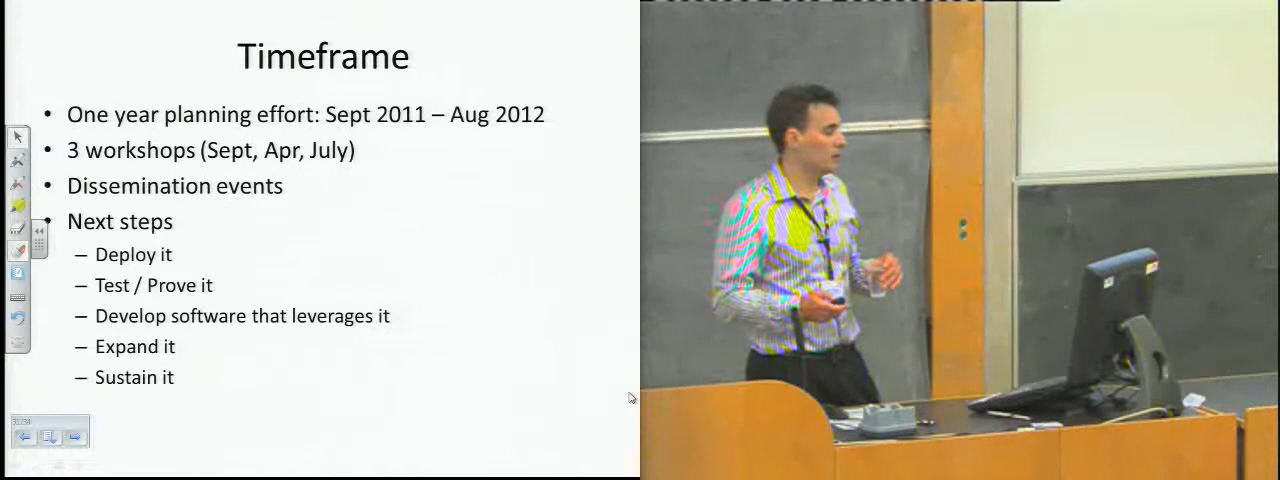 Timeframe
• One year planning effort: Sept 2011 – Aug 2012
• 3 workshops (Sept, Apr, July)
• Dissemination events
• Next steps
– Deploy it
– Test / Prove it
– Develop software that leverages it
– Expand it
– Sustain it